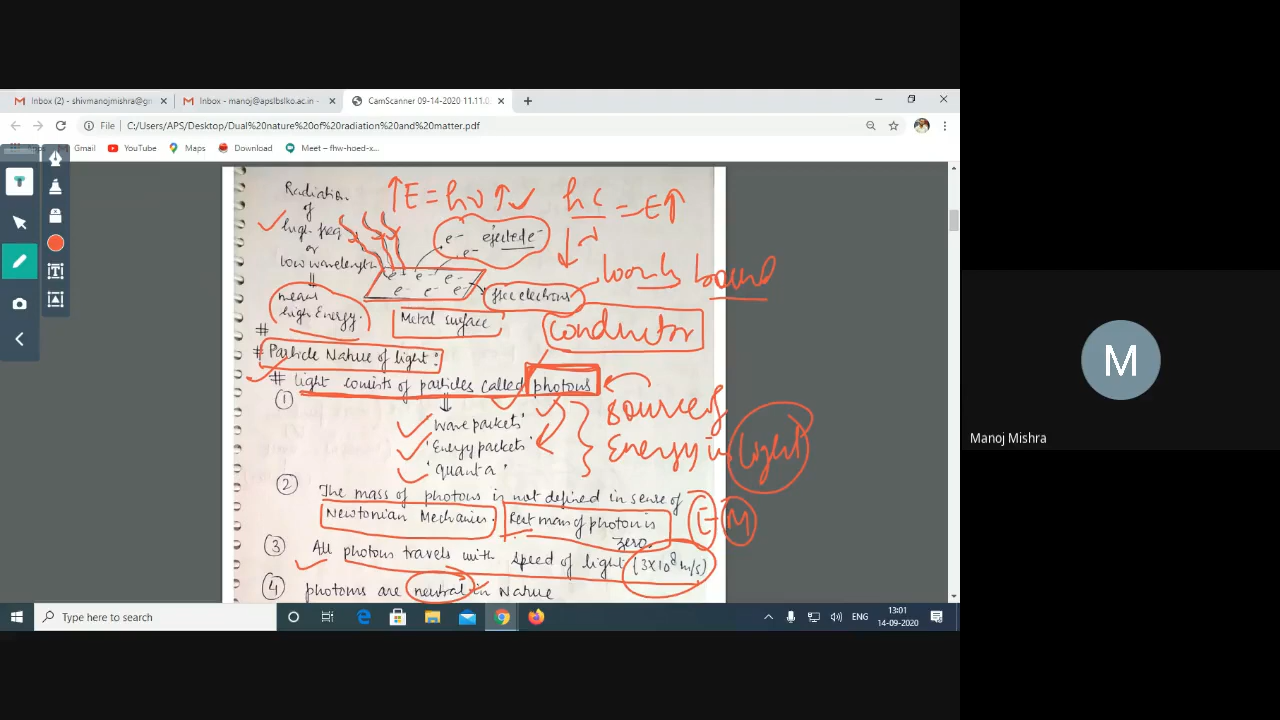 Inbox (2) - shivmanojmishra@gm
Inbox - manoj@apslbslko.ac.in -
CamScanner 09-14-2020 11.11.0
File
C:/Users/APS/Desktop/Dual%20nature%20of%20radiation%20and%20matter.pdf
Gmail
YouTube
Maps
Download
Meet – fhw-hoed-x...
Radiation
of
high freq
or
low wavelength
⇓
means
high Energy.
↑E = hν↑✓
hc = E↑
λ
e- ejected e-
e-
e- e- e-
e- e- e-
free electrons
loosly bound
Metal surface
conductor
#
# Particle Nature of light:
# light consists of particles called photons
①
⇓
'wave packets'
'Energy packets'
'quanta'
source of
Energy in light
② The mass of photons is not defined in sense of
Newtonian Mechanics. Rest mass of photon is
zero.
E-M
③ All photons travels with speed of light (3×10⁸ m/s)
④ photons are neutral in Nature
Type here to search
ENG
13:01
14-09-2020
M
Manoj Mishra